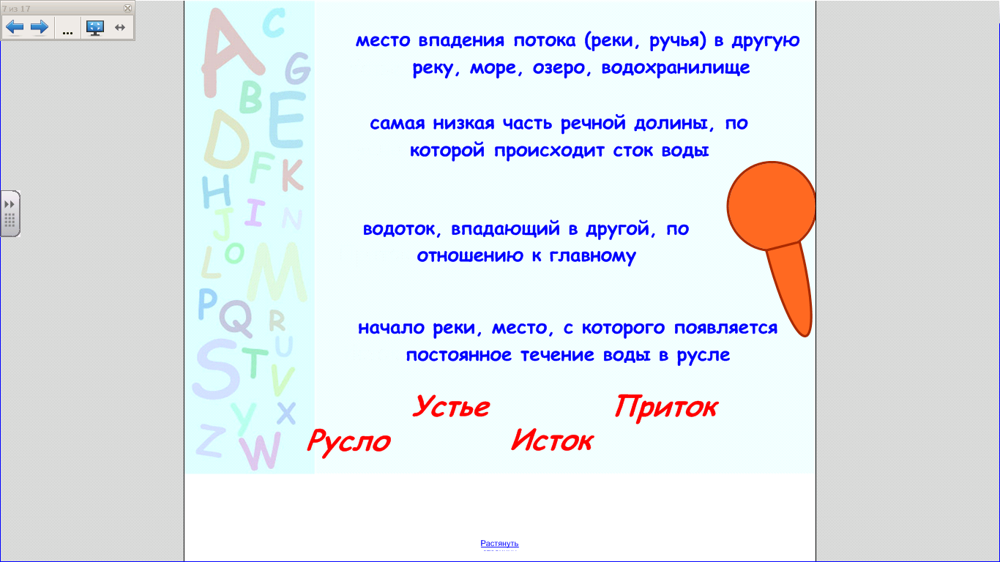 7 из 17
...
A
C
G
B
E
D
F
K
H
I
N
J
O
L
M
P
Q
R
U
S
T
V
Y
X
Z
W
место впадения потока (реки, ручья) в другую
реку, море, озеро, водохранилище
самая низкая часть речной долины, по
которой происходит сток воды
водоток, впадающий в другой, по
отношению к главному
начало реки, место, с которого появляется
постоянное течение воды в русле
Устье Приток
Русло Исток
Растянуть